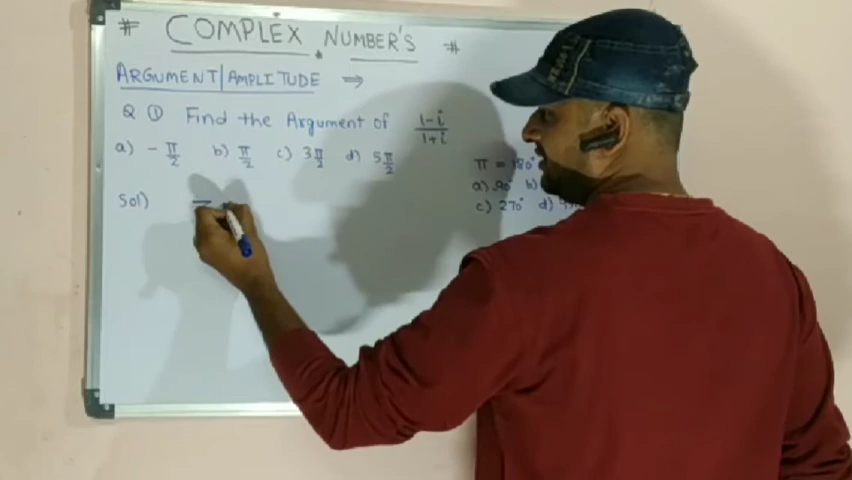 # COMPLEX NUMBER'S #
ARGUMENT/AMPLITUDE ⇒
Q ① Find the Argument of 1-i/1+i
a) -π/2 b) π/2 c) 3π/2 d) 5π/2
π = 180°
a) 90° b)
c) 270° d)
Sol)